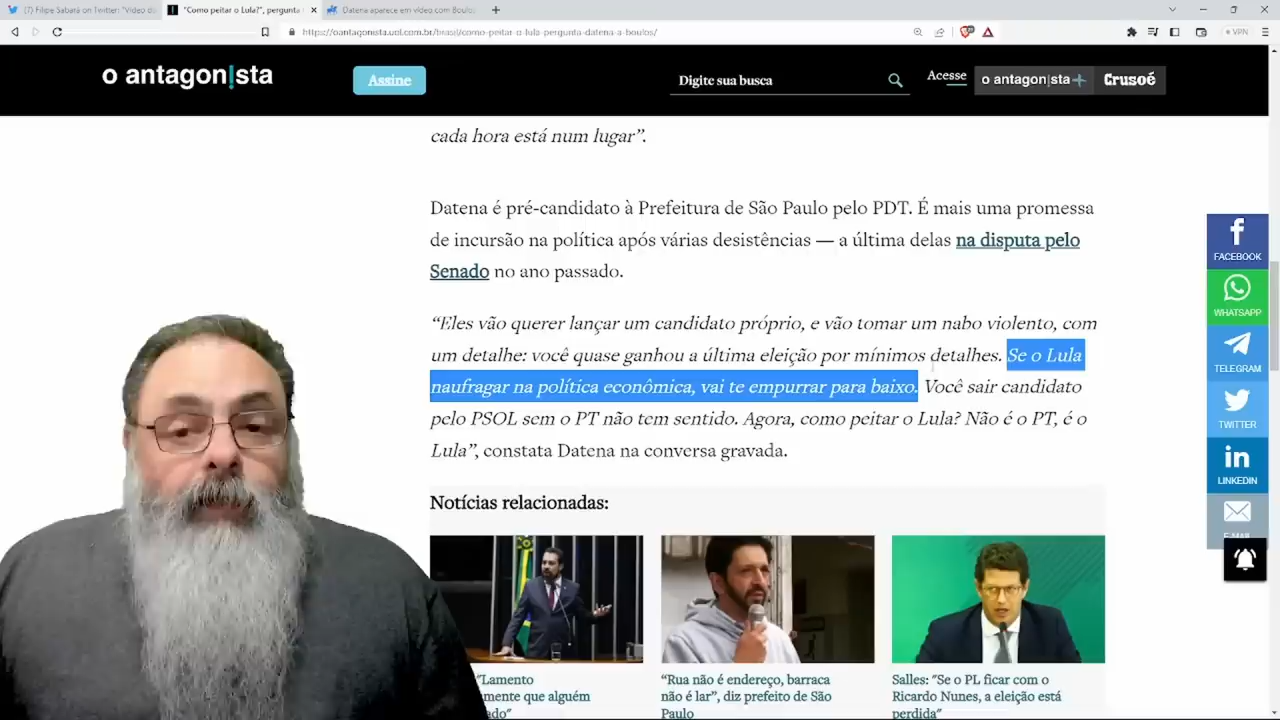 (7) Filipe Sabará on Twitter: "Vídeo da
"Como peitar o Lula?", pergunta
Datena aparece em vídeo com Boulos
https://oantagonista.uol.com.br/brasil/como-peitar-o-lula-pergunta-datena-a-boulos/
VPN
o antagon!sta
Assine
Digite sua busca
Acesse
o antagon|sta+
Crusoé
cada hora está num lugar”.
Datena é pré-candidato à Prefeitura de São Paulo pelo PDT. É mais uma promessa
de incursão na política após várias desistências — a última delas na disputa pelo
Senado no ano passado.
“Eles vão querer lançar um candidato próprio, e vão tomar um nabo violento, com
um detalhe: você quase ganhou a última eleição por mínimos detalhes. Se o Lula
naufragar na política econômica, vai te empurrar para baixo. Você sair candidato
pelo PSOL sem o PT não tem sentido. Agora, como peitar o Lula? Não é o PT, é o
Lula”, constata Datena na conversa gravada.
Notícias relacionadas:
"Lamento
mente que alguém
ado"
“Rua não é endereço, barraca
não é lar”, diz prefeito de São
Paulo
Salles: "Se o PL ficar com o
Ricardo Nunes, a eleição está
perdida"
FACEBOOK
WHATSAPP
TELEGRAM
TWITTER
in
LINKEDIN
E-MAIL